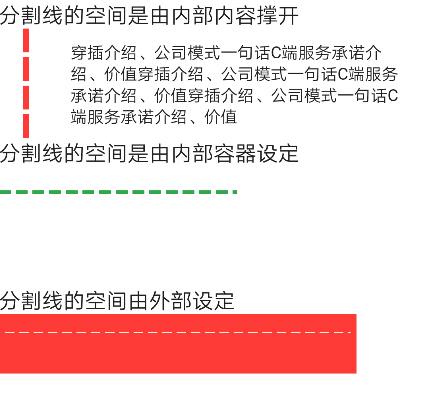 分割线的空间是由内部内容撑开
穿插介绍、公司模式一句话C端服务承诺介
绍、价值穿插介绍、公司模式一句话C端服务
承诺介绍、价值穿插介绍、公司模式一句话C
端服务承诺介绍、价值
分割线的空间是由内部容器设定
分割线的空间由外部设定